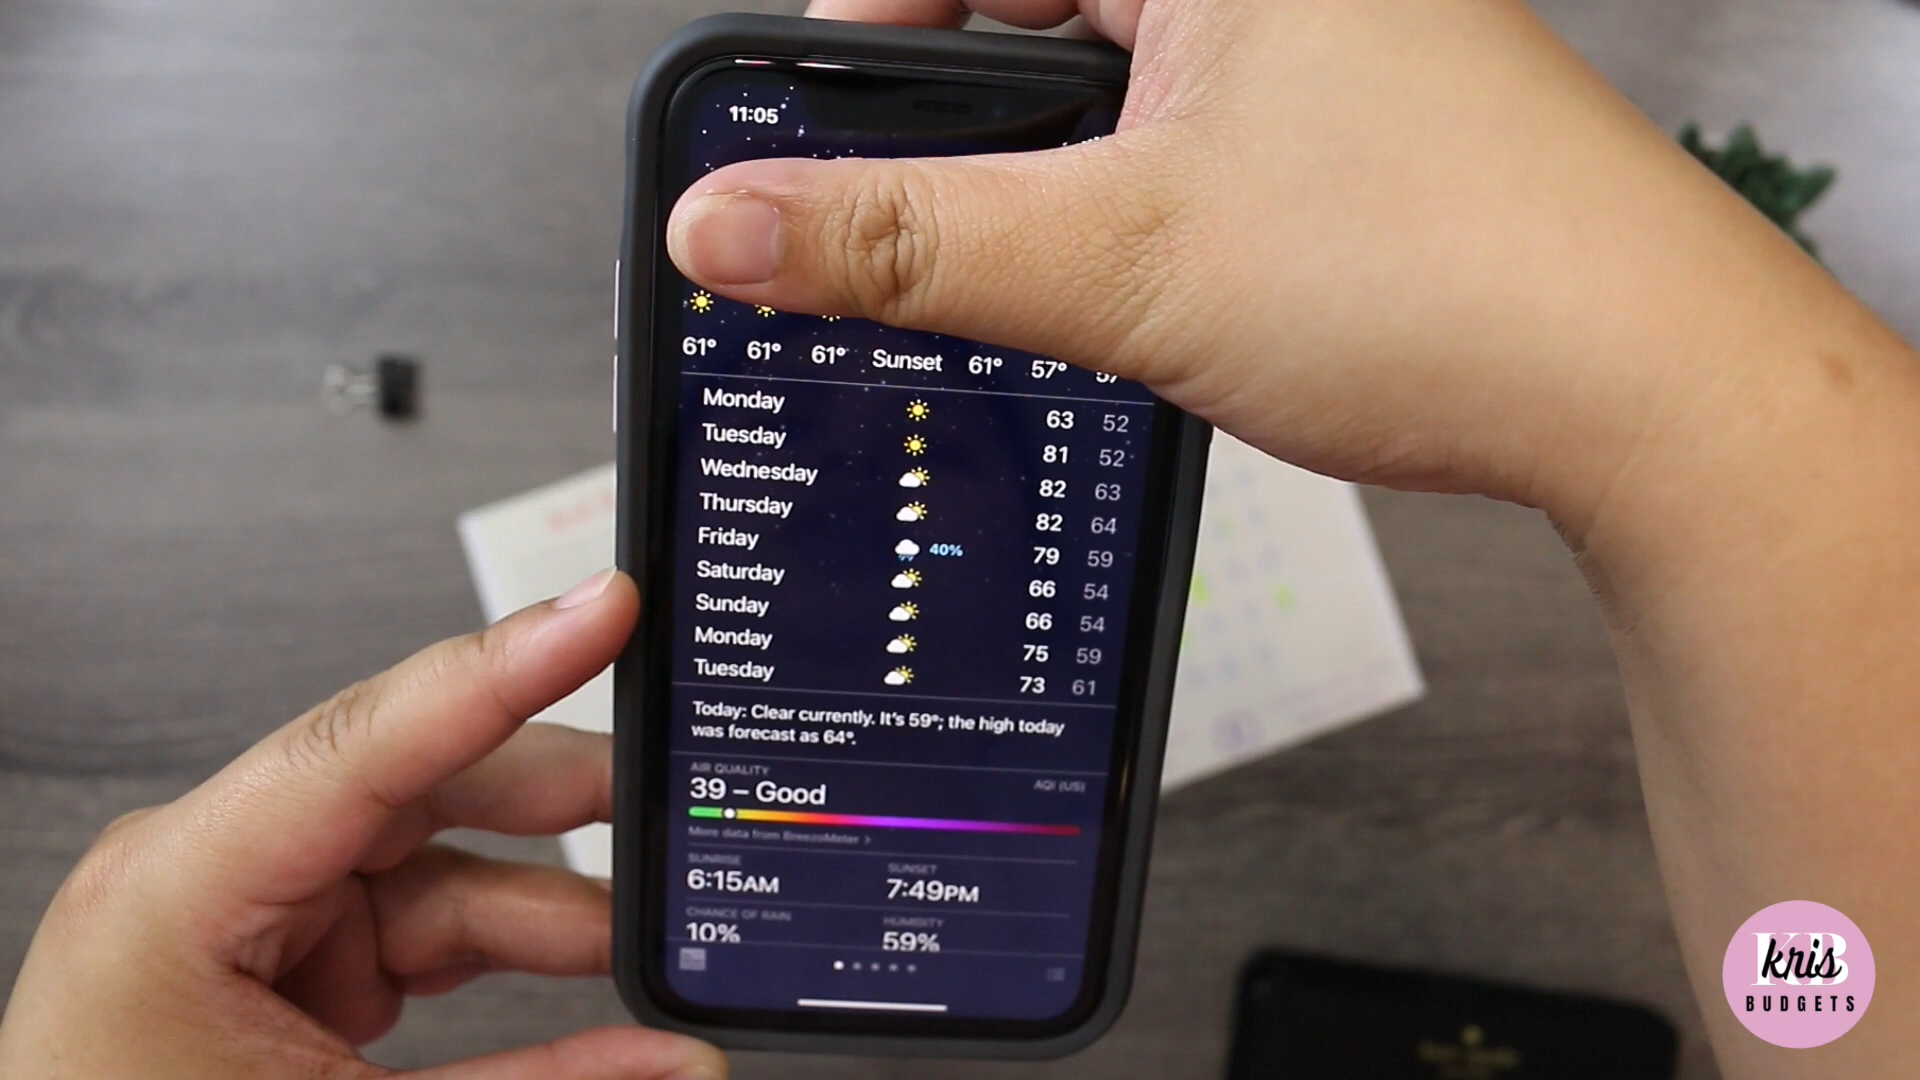 11:05
61° 61° 61° Sunset 61° 57° 57
Monday 63 52
Tuesday 81 52
Wednesday 82 63
Thursday 82 64
Friday 40% 79 59
Saturday 66 54
Sunday 66 54
Monday 75 59
Tuesday 73 61
Today: Clear currently. It's 59°; the high today
was forecast as 64°.
AIR QUALITY AQI (US)
39 – Good
More data from BreezoMeter >
SUNRISE SUNSET
6:15AM 7:49PM
CHANCE OF RAIN HUMIDITY
10% 59%
KB
kris
BUDGETS